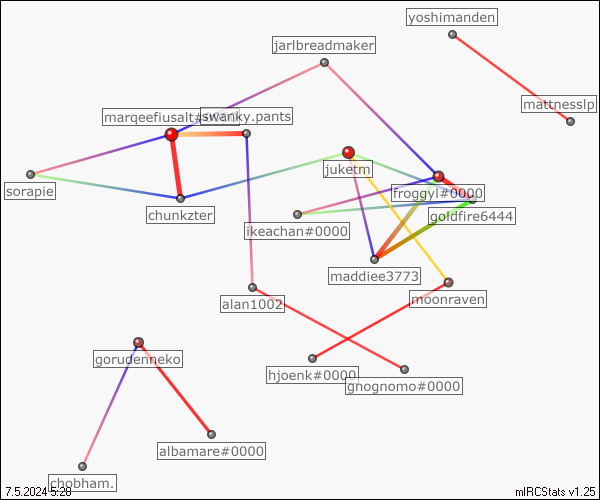 yoshimanden
jarlbreadmaker
mattnesslp
marqeefiusalt#
swanky.pants
juketm
sorapie
froggyl#0000
chunkzter
goldfire6444
ikeachan#0000
maddiee3773
alan1002
moonraven
gorudenneko
hjoenk#0000
gnognomo#0000
albamare#0000
chobham.
7.5.2024 5:28
mIRCStats v1.25